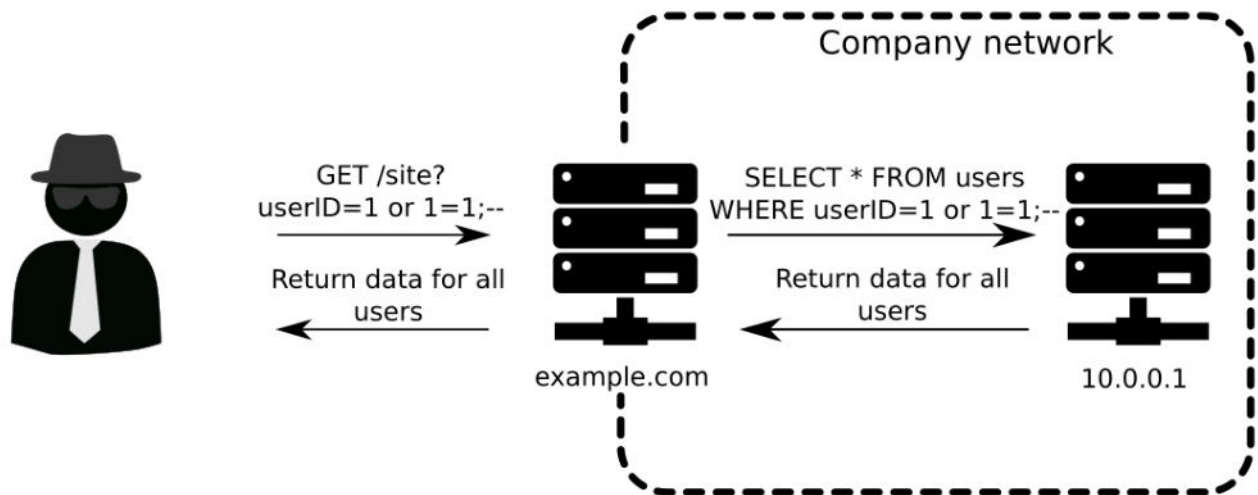 Company network
GET /site?
userID=1 or 1=1;--
Return data for all
users
SELECT * FROM users
WHERE userID=1 or 1=1;--
Return data for all
users
example.com
10.0.0.1